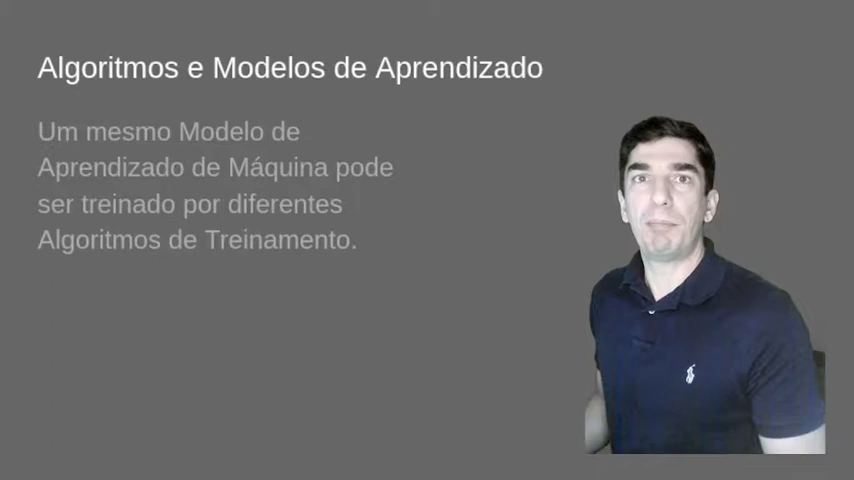 Algoritmos e Modelos de Aprendizado
Um mesmo Modelo de
Aprendizado de Máquina pode
ser treinado por diferentes
Algoritmos de Treinamento.